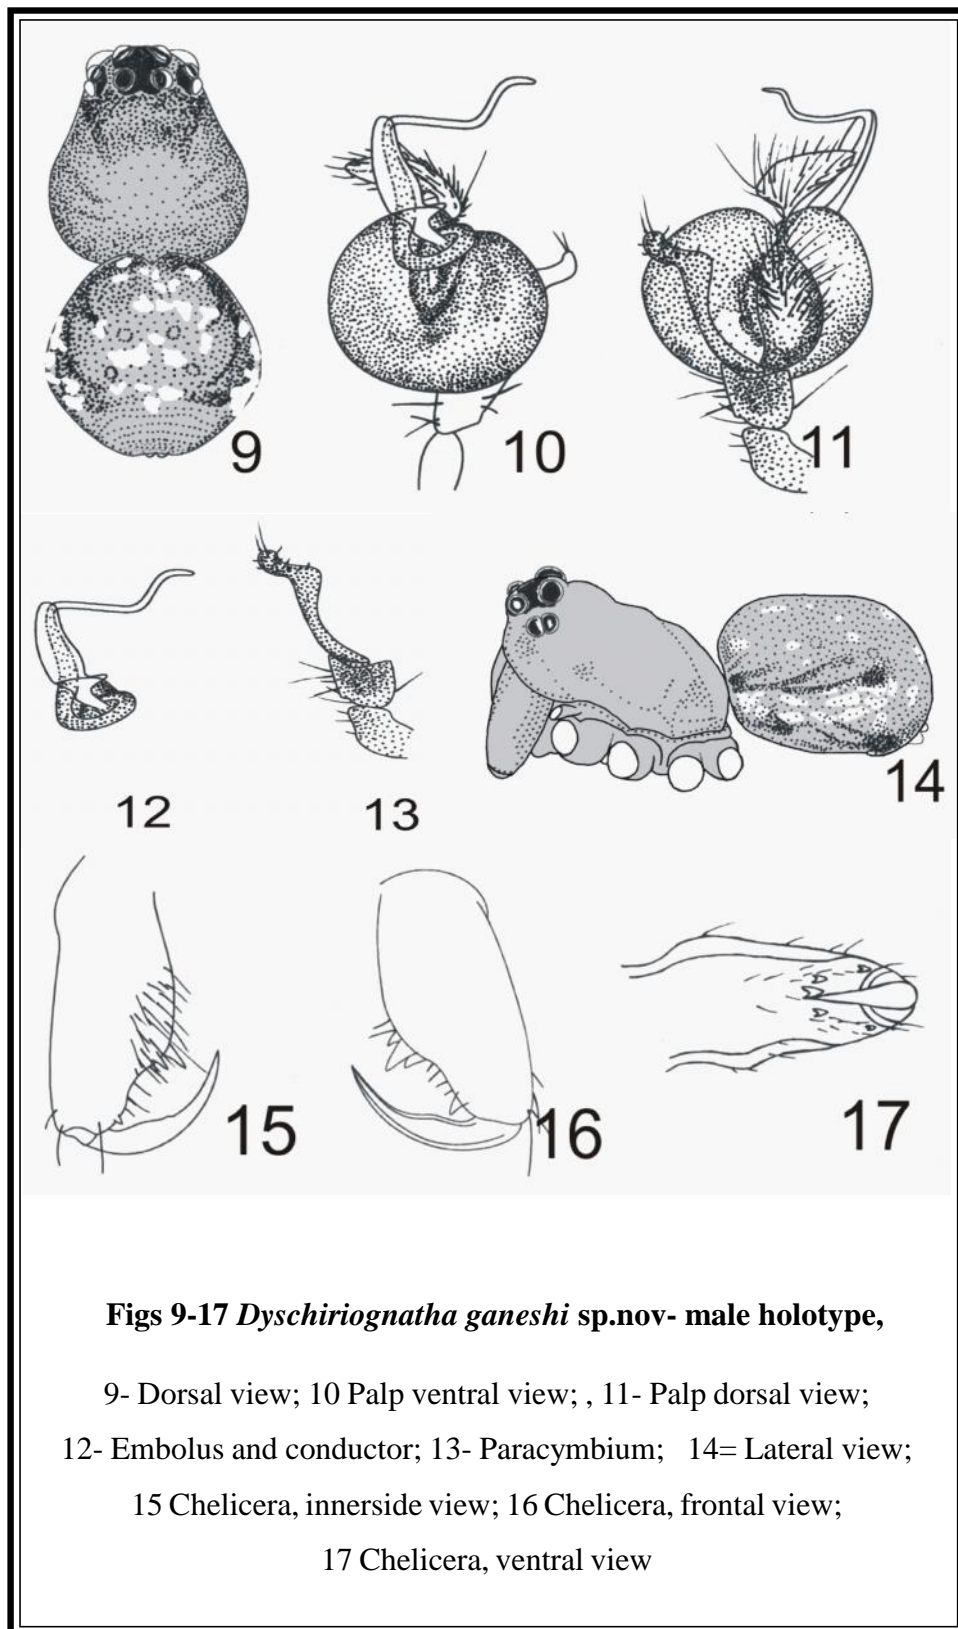 9
10
11
12
13
14
15
16
17
Figs 9-17 Dyschiriognatha ganeshi sp.nov- male holotype,
9- Dorsal view; 10 Palp ventral view; , 11- Palp dorsal view;
12- Embolus and conductor; 13- Paracymbium; 14= Lateral view;
15 Chelicera, innerside view; 16 Chelicera, frontal view;
17 Chelicera, ventral view